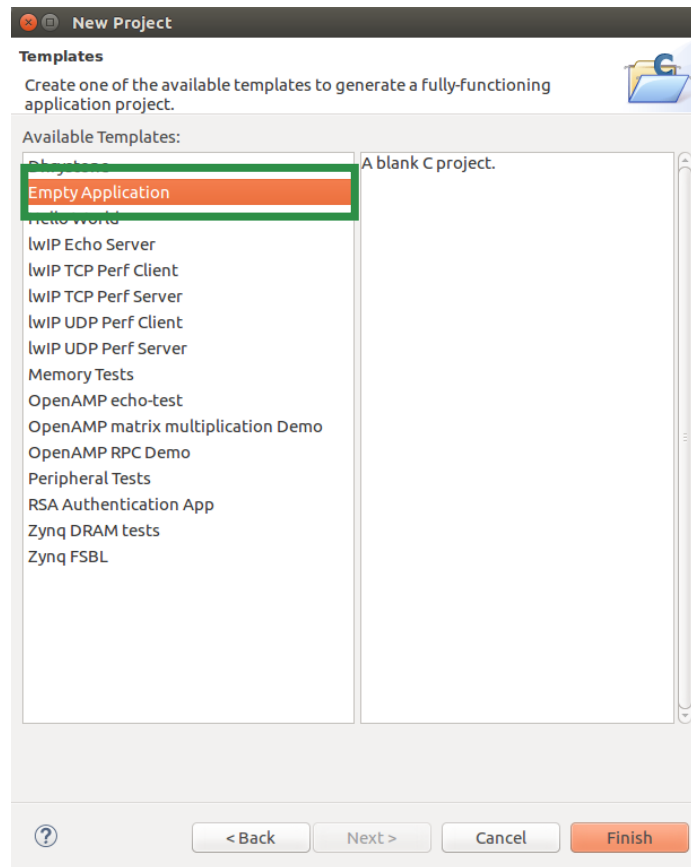 New Project
Templates
Create one of the available templates to generate a fully-functioning
application project.
Available Templates:
Dhrystone
A blank C project.
Empty Application
Hello World
lwIP Echo Server
lwIP TCP Perf Client
lwIP TCP Perf Server
lwIP UDP Perf Client
lwIP UDP Perf Server
Memory Tests
OpenAMP echo-test
OpenAMP matrix multiplication Demo
OpenAMP RPC Demo
Peripheral Tests
RSA Authentication App
Zynq DRAM tests
Zynq FSBL
? < Back Next > Cancel Finish